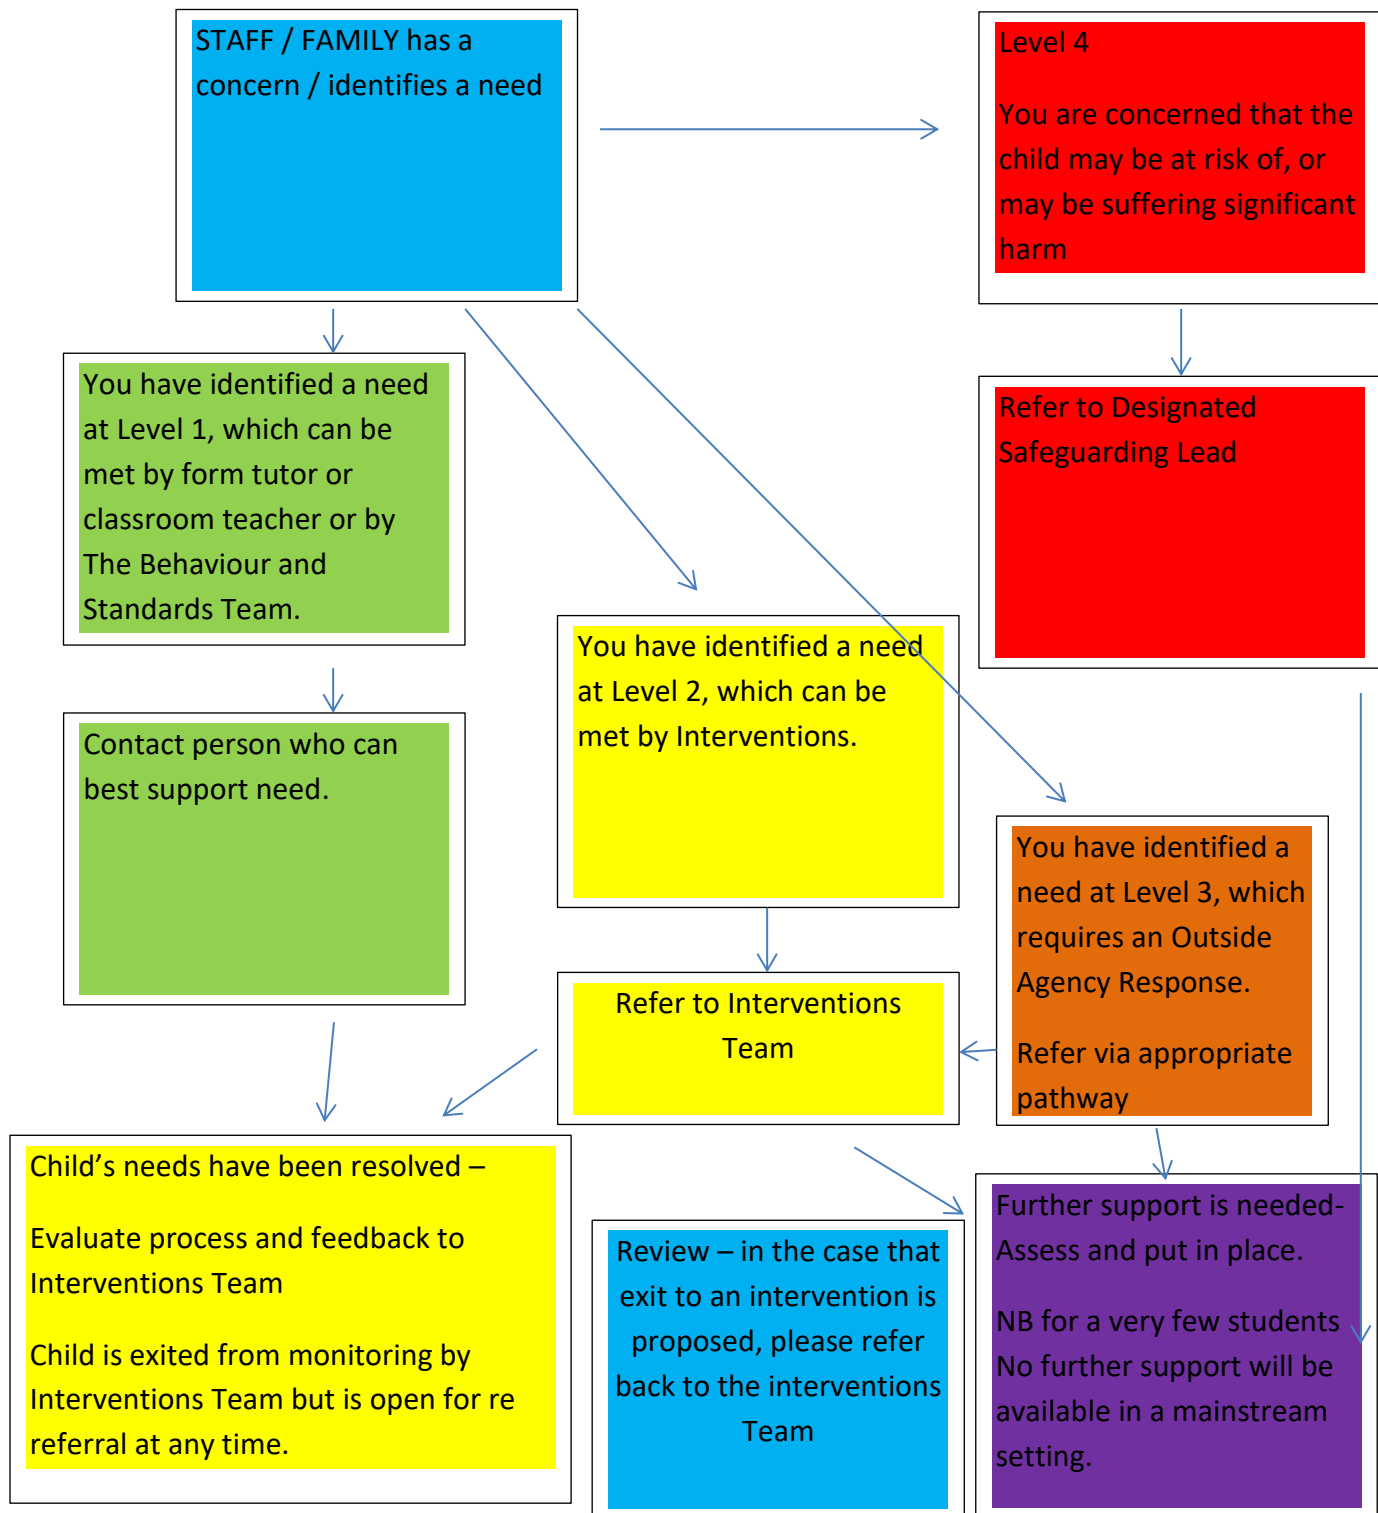 STAFF / FAMILY has a
concern / identifies a need
Level 4
You are concerned that the
child may be at risk of, or
may be suffering significant
harm
You have identified a need
at Level 1, which can be
met by form tutor or
classroom teacher or by
The Behaviour and
Standards Team.
Refer to Designated
Safeguarding Lead
You have identified a need
at Level 2, which can be
met by Interventions.
Contact person who can
best support need.
You have identified a
need at Level 3, which
requires an Outside
Agency Response.
Refer via appropriate
pathway
Refer to Interventions
Team
Child’s needs have been resolved –
Evaluate process and feedback to
Interventions Team
Child is exited from monitoring by
Interventions Team but is open for re
referral at any time.
Review – in the case that
exit to an intervention is
proposed, please refer
back to the interventions
Team
Further support is needed-
Assess and put in place.
NB for a very few students
No further support will be
available in a mainstream
setting.